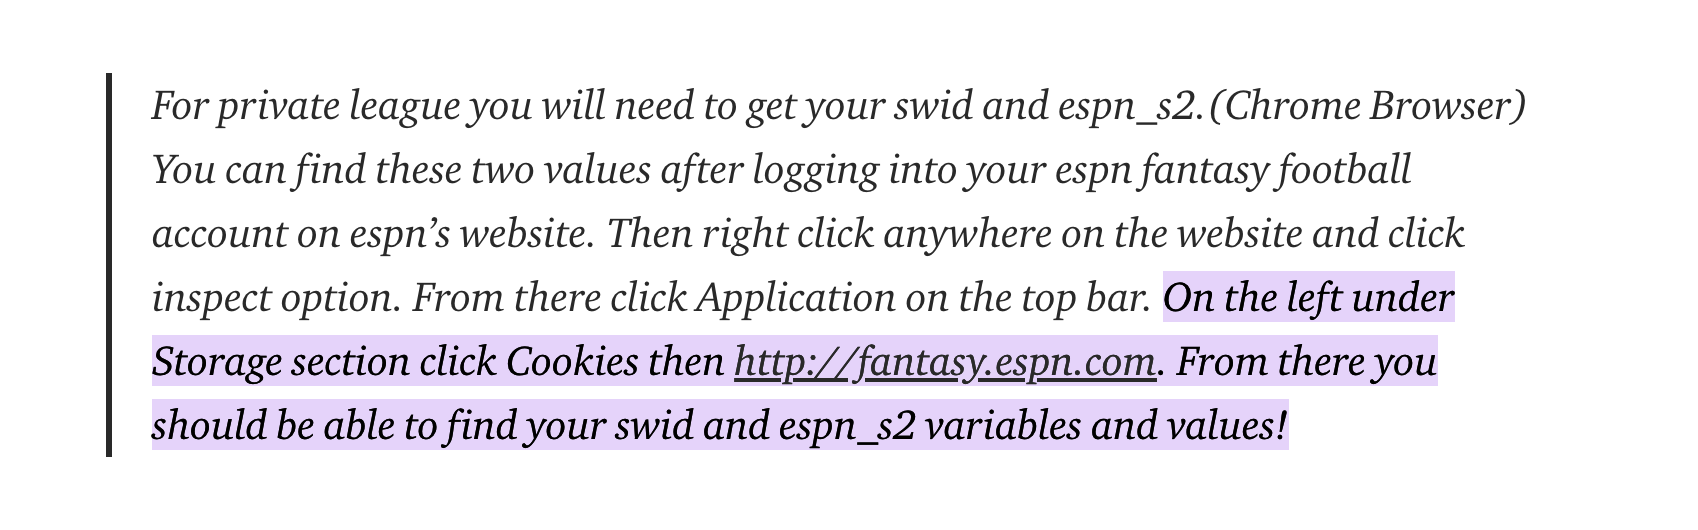 For private league you will need to get your swid and espn_s2.(Chrome Browser)
You can find these two values after logging into your espn fantasy football
account on espn’s website. Then right click anywhere on the website and click
inspect option. From there click Application on the top bar. On the left under
Storage section click Cookies then http://fantasy.espn.com. From there you
should be able to find your swid and espn_s2 variables and values!